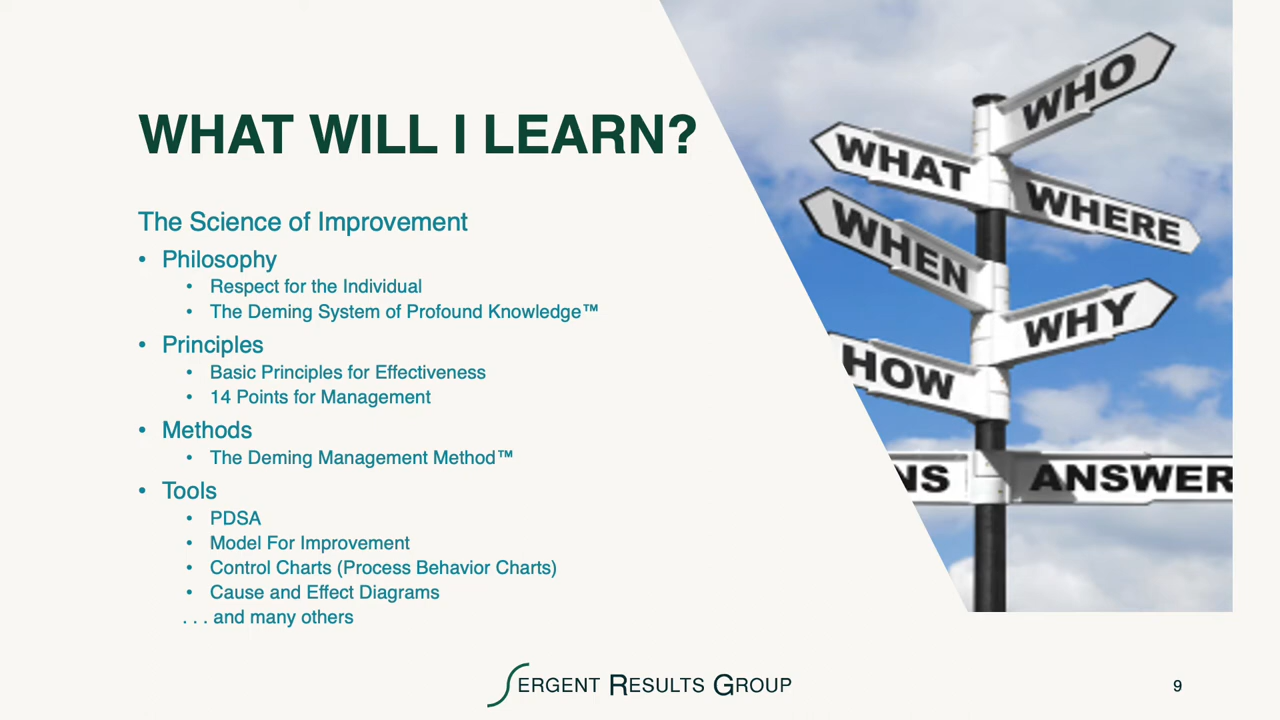 WHAT WILL I LEARN?
The Science of Improvement
• Philosophy
• Respect for the Individual
• The Deming System of Profound Knowledge™
• Principles
• Basic Principles for Effectiveness
• 14 Points for Management
• Methods
• The Deming Management Method™
• Tools
• PDSA
• Model For Improvement
• Control Charts (Process Behavior Charts)
• Cause and Effect Diagrams
. . . and many others
WHO
WHAT
WHERE
WHEN
WHY
HOW
NS
ANSWER
SERGENT RESULTS GROUP
9